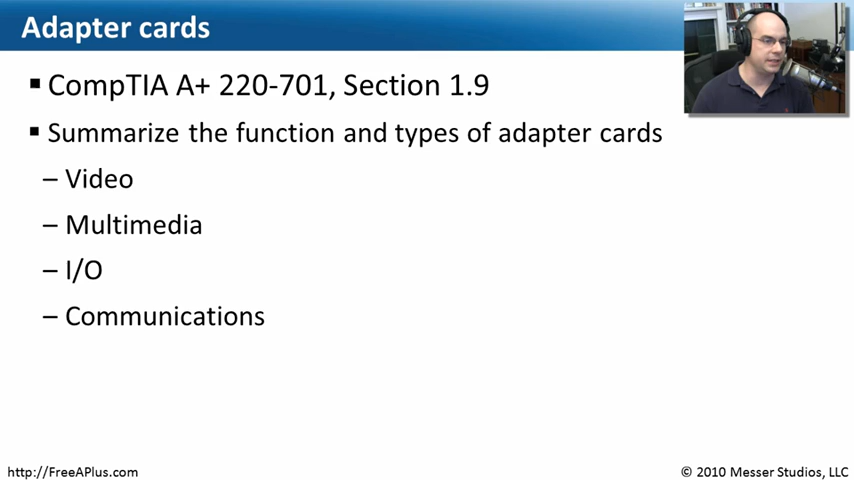 Adapter cards
▪ CompTIA A+ 220-701, Section 1.9
▪ Summarize the function and types of adapter cards
– Video
– Multimedia
– I/O
– Communications
http://FreeAPlus.com
© 2010 Messer Studios, LLC